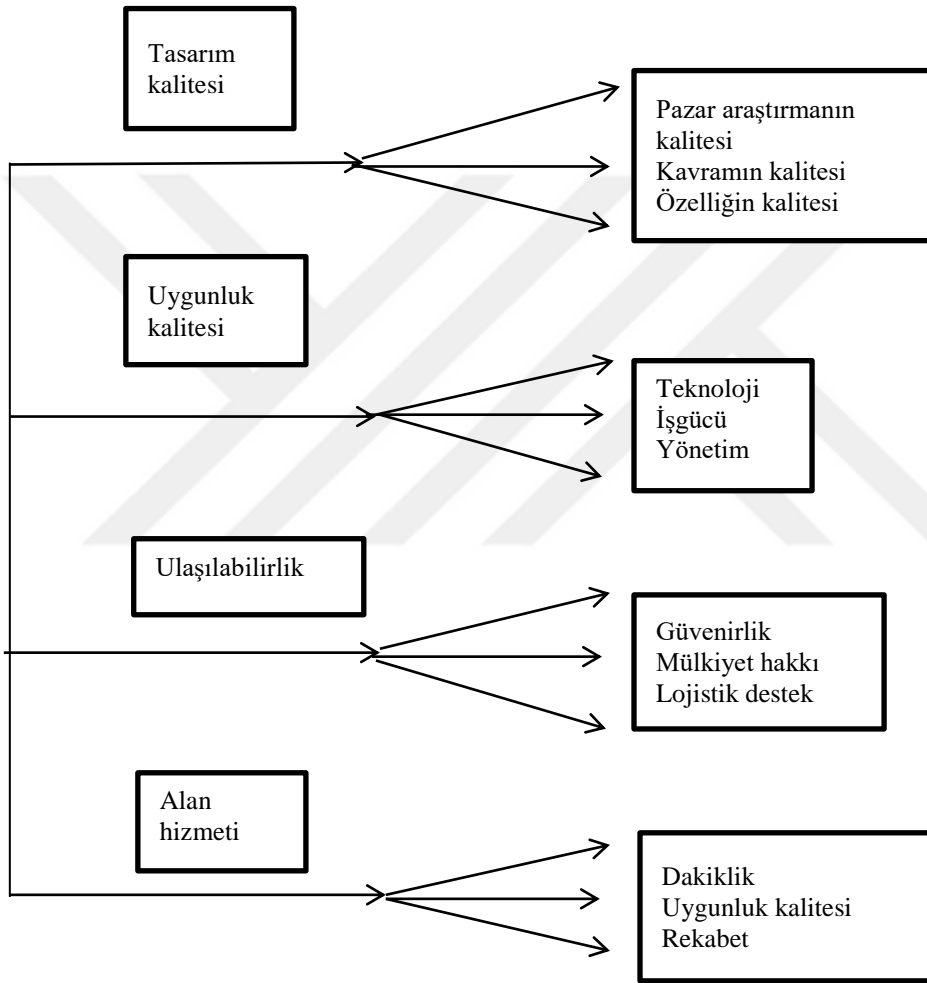 Tasarım
kalitesi
Pazar araştırmanın
kalitesi
Kavramın kalitesi
Özelliğin kalitesi
Uygunluk
kalitesi
Teknoloji
İşgücü
Yönetim
Ulaşılabilirlik
Güvenirlik
Mülkiyet hakkı
Lojistik destek
Alan
hizmeti
Dakiklik
Uygunluk kalitesi
Rekabet